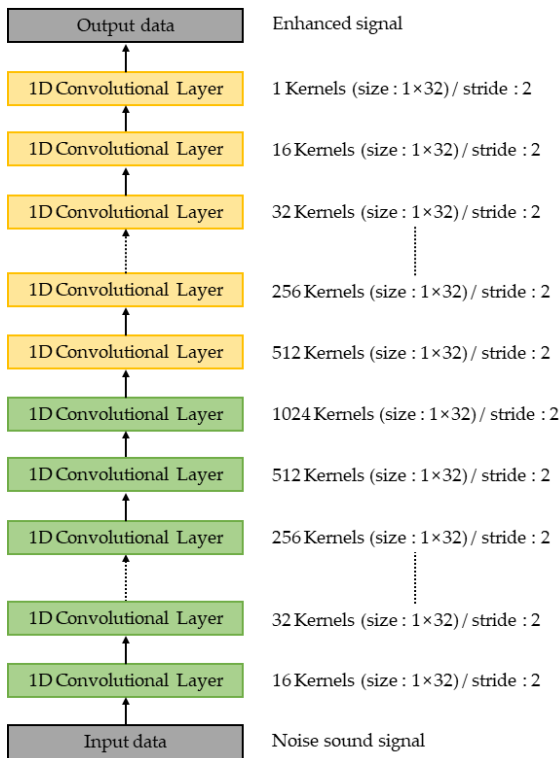 Output data Enhanced signal
1D Convolutional Layer 1 Kernels (size : 1×32) / stride : 2
1D Convolutional Layer 16 Kernels (size : 1×32) / stride : 2
1D Convolutional Layer 32 Kernels (size : 1×32) / stride : 2
1D Convolutional Layer 256 Kernels (size : 1×32) / stride : 2
1D Convolutional Layer 512 Kernels (size : 1×32) / stride : 2
1D Convolutional Layer 1024 Kernels (size : 1×32) / stride : 2
1D Convolutional Layer 512 Kernels (size : 1×32) / stride : 2
1D Convolutional Layer 256 Kernels (size : 1×32) / stride : 2
1D Convolutional Layer 32 Kernels (size : 1×32) / stride : 2
1D Convolutional Layer 16 Kernels (size : 1×32) / stride : 2
Input data Noise sound signal